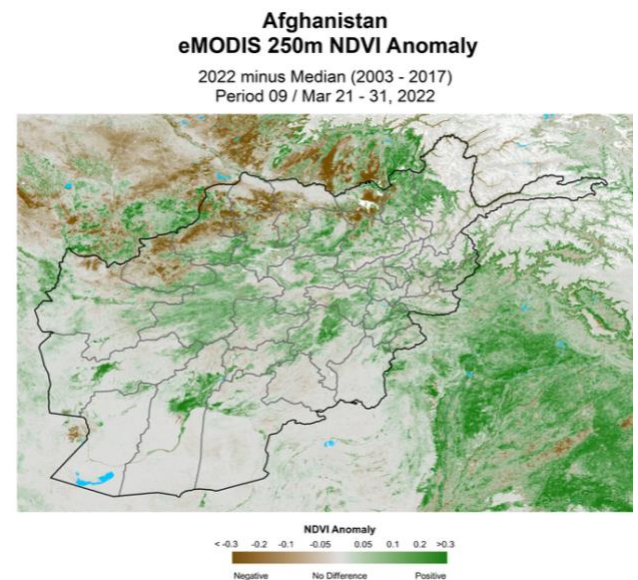 Afghanistan
eMODIS 250m NDVI Anomaly
2022 minus Median (2003 - 2017)
Period 09 / Mar 21 - 31, 2022
NDVI Anomaly
< -0.3 -0.2 -0.1 -0.05 0.05 0.1 0.2 >0.3
Negative No Difference Positive